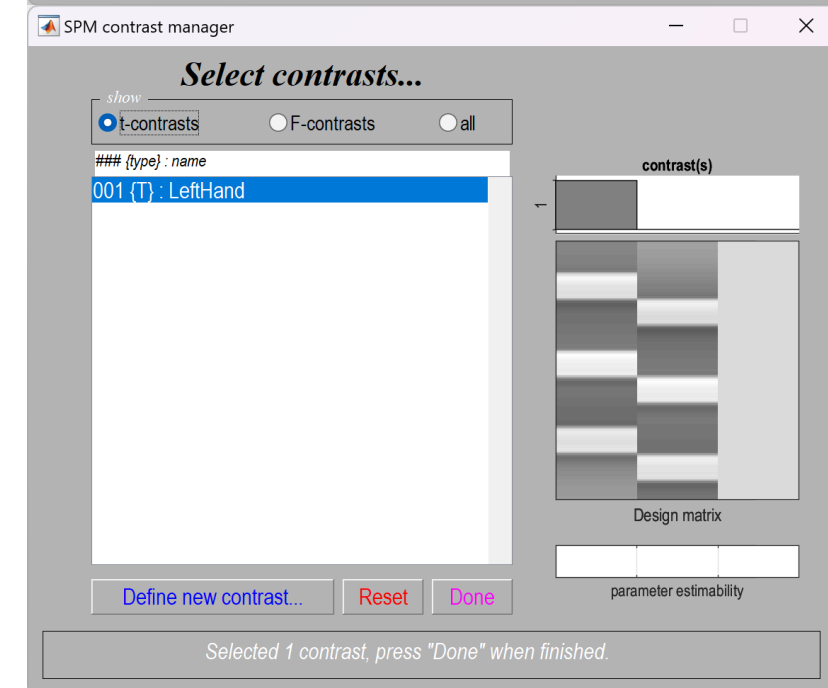 SPM contrast manager
Select contrasts...
show
t-contrasts
F-contrasts
all
### {type} : name
001 {T} : LeftHand
contrast(s)
1
Design matrix
parameter estimability
Define new contrast...
Reset
Done
Selected 1 contrast, press "Done" when finished.